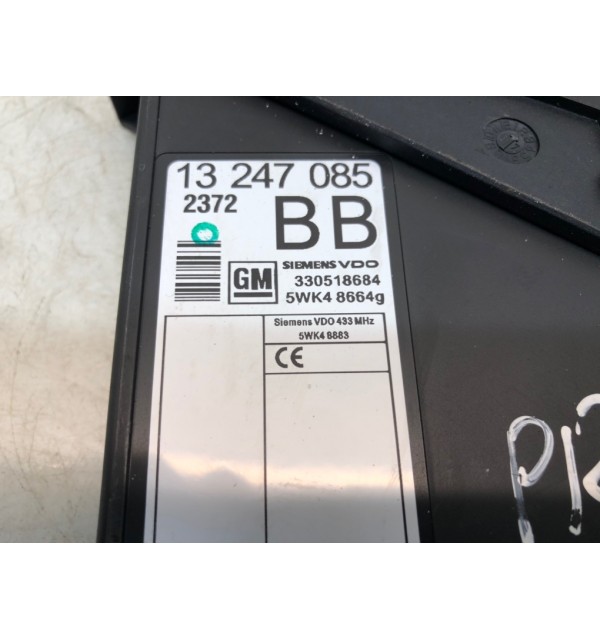 13 247 085
2372
BB
GM
SIEMENS VDO
330518684
5WK4 8664g
Siemens VDO 433 MHz
5WK4 8883
CE